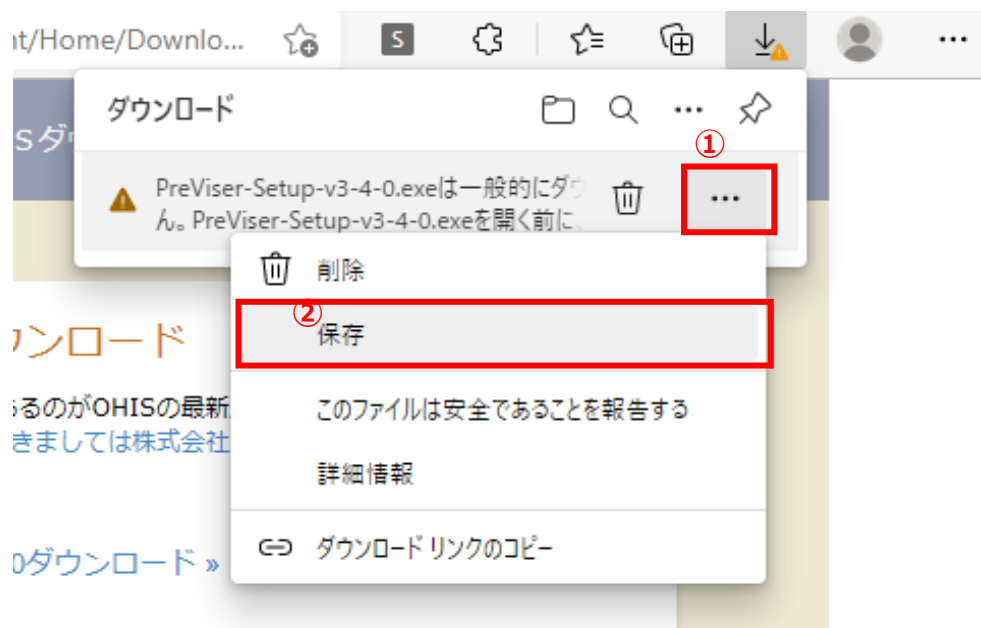 nt/Home/Downlo...
S
ダウンロード
Sダ
①
PreViser-Setup-v3-4-0.exeは一般的にダウ
ん。PreViser-Setup-v3-4-0.exeを開く前に、
削除
②
保存
ウンロード
このファイルは安全であることを報告する
るのがOHISの最新
きましては株式会社
詳細情報
ダウンロード リンクのコピー
0ダウンロード »